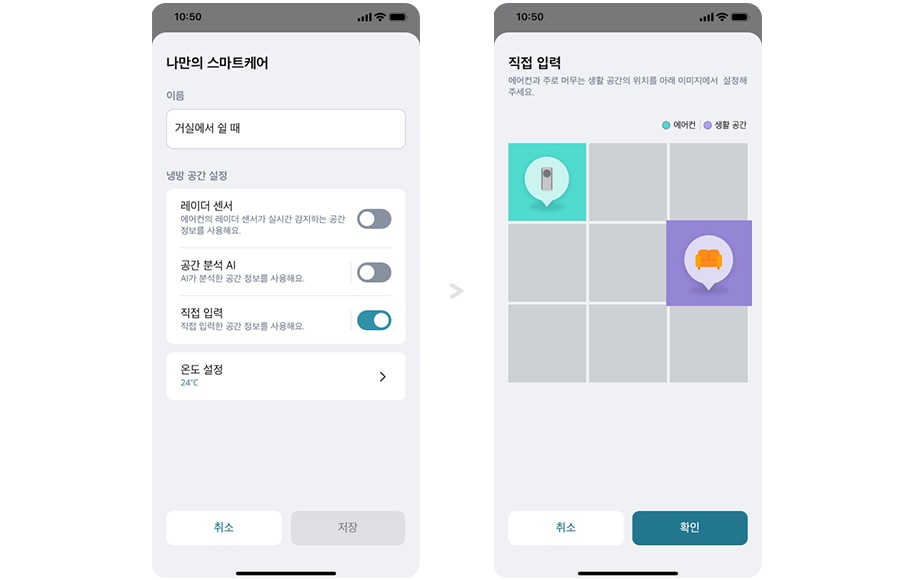 10:50
나만의 스마트케어
이름
거실에서 쉴 때
냉방 공간 설정
레이더 센서
에어컨의 레이더 센서가 실시간 감지하는 공간
정보를 사용해요.
공간 분석 AI
AI가 분석한 공간 정보를 사용해요.
직접 입력
직접 입력한 공간 정보를 사용해요.
온도 설정
24°C
취소
저장
>
10:50
직접 입력
에어컨과 주로 머무는 생활 공간의 위치를 아래 이미지에서 설정해
주세요.
에어컨 생활 공간
취소
확인